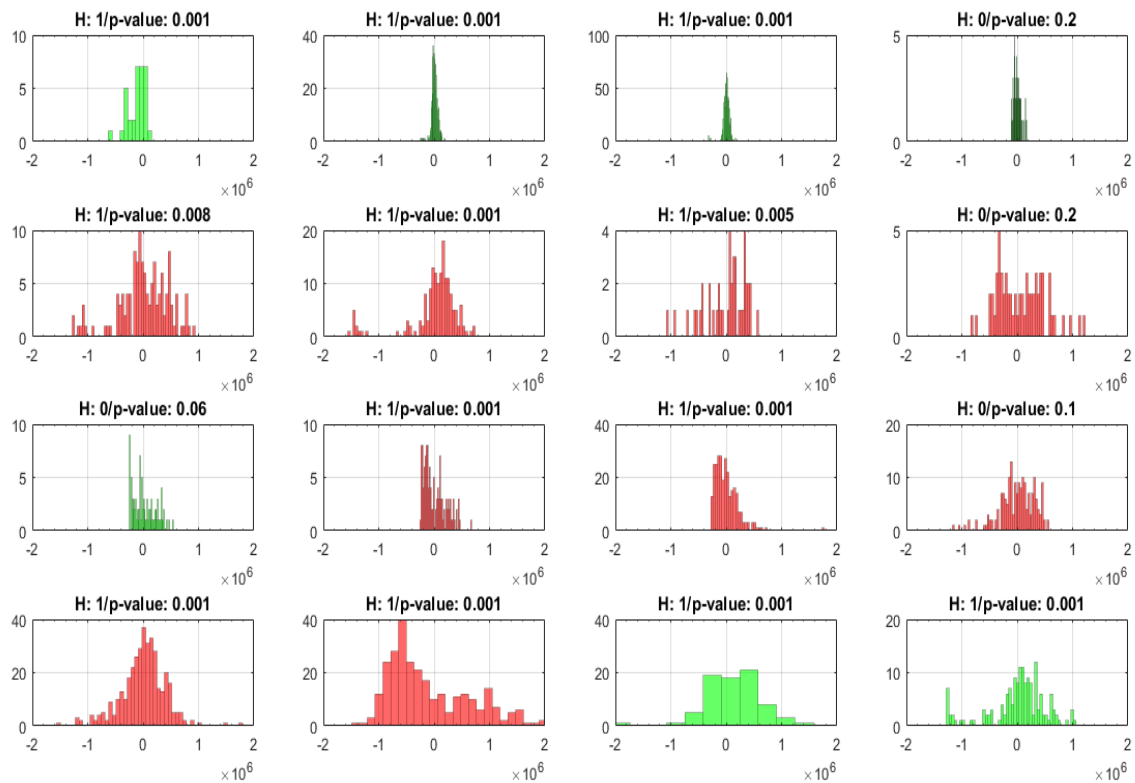 H: 1/p-value: 0.001 H: 1/p-value: 0.001 H: 1/p-value: 0.001 H: 0/p-value: 0.2
10 40 100 5
5 20 50
0 0 0 0
-2 -1 0 1 2 -2 -1 0 1 2 -2 -1 0 1 2 -2 -1 0 1 2
×10^6 ×10^6 ×10^6 ×10^6
H: 1/p-value: 0.008 H: 1/p-value: 0.001 H: 1/p-value: 0.005 H: 0/p-value: 0.2
10 20 4 5
5 10 2
0 0 0 0
-2 -1 0 1 2 -2 -1 0 1 2 -2 -1 0 1 2 -2 -1 0 1 2
×10^6 ×10^6 ×10^6 ×10^6
H: 0/p-value: 0.06 H: 1/p-value: 0.001 H: 1/p-value: 0.001 H: 0/p-value: 0.1
10 10 40 20
5 5 20 10
0 0 0 0
-2 -1 0 1 2 -2 -1 0 1 2 -2 -1 0 1 2 -2 -1 0 1 2
×10^6 ×10^6 ×10^6 ×10^6
H: 1/p-value: 0.001 H: 1/p-value: 0.001 H: 1/p-value: 0.001 H: 1/p-value: 0.001
40 40 40 20
20 20 20 10
0 0 0 0
-2 -1 0 1 2 -2 -1 0 1 2 -2 -1 0 1 2 -2 -1 0 1 2
×10^6 ×10^6 ×10^6 ×10^6